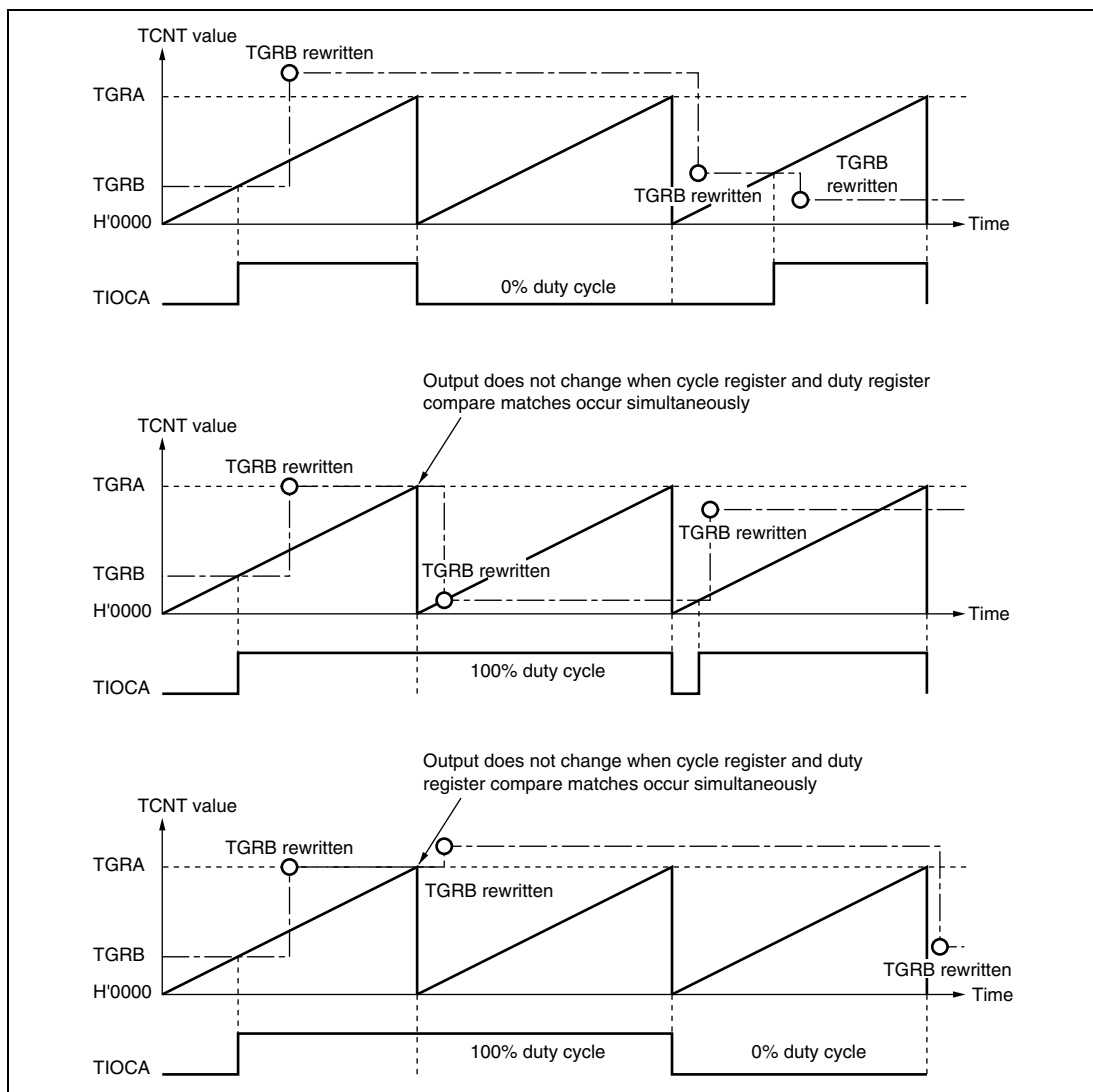 TCNT value
TGRB rewritten
TGRA
TGRB
rewritten
TGRB
TGRB rewritten
H'0000
Time
TIOCA
0% duty cycle
Output does not change when cycle register and duty register
compare matches occur simultaneously
TCNT value
TGRB rewritten
TGRA
TGRB rewritten
TGRB
TGRB rewritten
H'0000
Time
TIOCA
100% duty cycle
Output does not change when cycle register and duty
register compare matches occur simultaneously
TCNT value
TGRB rewritten
TGRA
TGRB rewritten
TGRB
TGRB rewritten
H'0000
Time
TIOCA
100% duty cycle
0% duty cycle